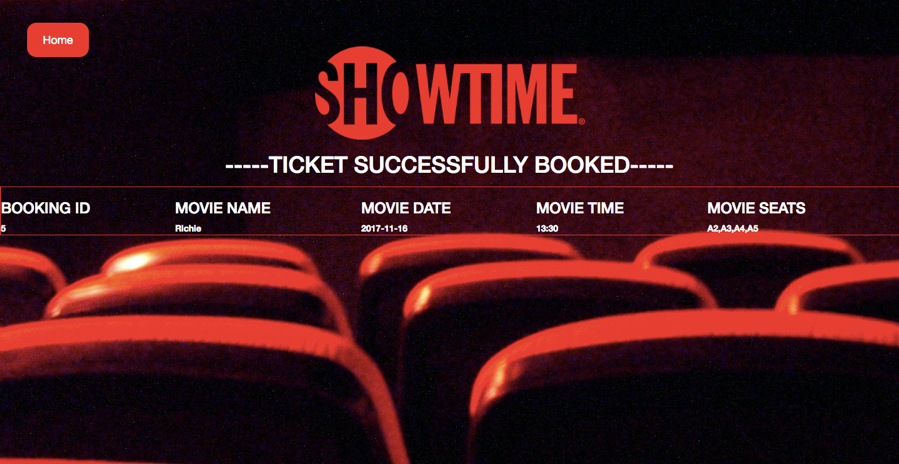 Home
SHOWTIME®
-----TICKET SUCCESSFULLY BOOKED-----
BOOKING ID MOVIE NAME MOVIE DATE MOVIE TIME MOVIE SEATS
5 Richie 2017-11-16 13:30 A2,A3,A4,A5